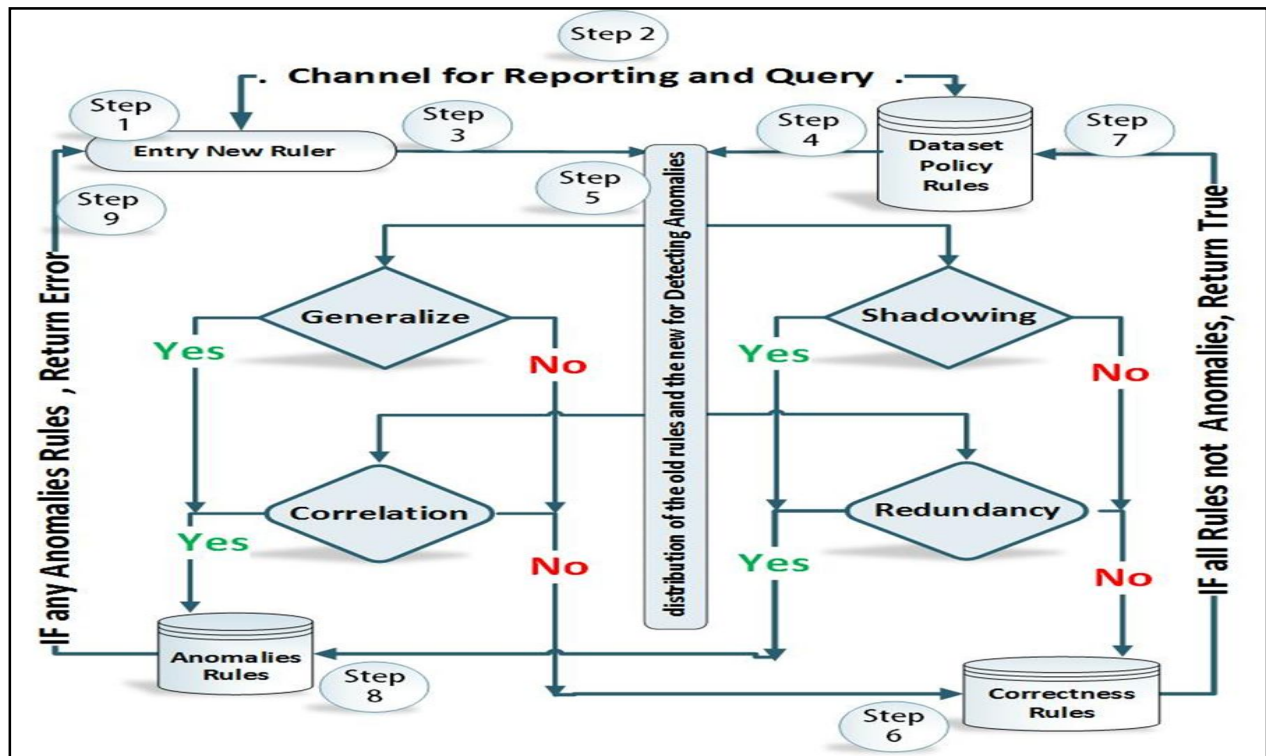 Step 2
. Channel for Reporting and Query .
Step
1
Entry New Ruler
Step
3
Step
4
Dataset
Policy
Rules
Step
7
Step
5
Step
9
distribution of the old rules and the new for Detecting Anomalies
IF any Anomalies Rules , Return Error
IF all Rules not Anomalies, Return True
Generalize
Shadowing
Yes
No
Yes
No
Correlation
Redundancy
Yes
No
Yes
No
Anomalies
Rules
Step
8
Correctness
Rules
Step
6